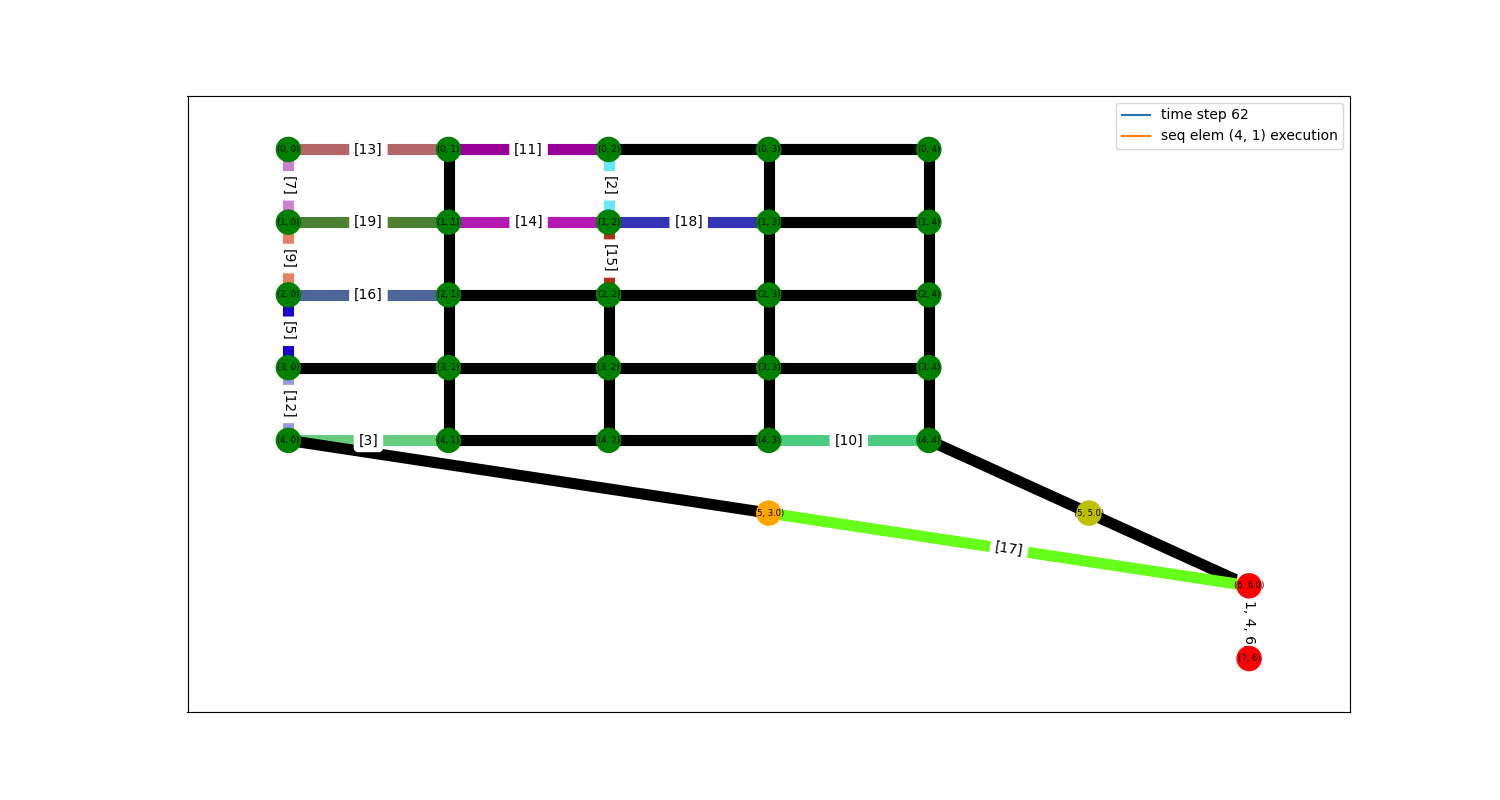 time step 62
seq elem (4, 1) execution
(0, 0) [13] (0, 1) [11] (0, 2) (0, 3) (0, 4)
[7] [2]
(1, 0) [19] (1, 1) [14] (1, 2) [18] (1, 3) (1, 4)
[9] [15]
(2, 0) [16] (2, 1) (2, 2) (2, 3) (2, 4)
[5]
(3, 0) (3, 1) (3, 2) (3, 3) (3, 4)
[12]
(4, 0) [3] (4, 1) (4, 2) (4, 3) [10] (4, 4)
(5, 3.0) (5, 5.0)
[17]
(6, 6.0)
1, 4, 6
(7, 6)